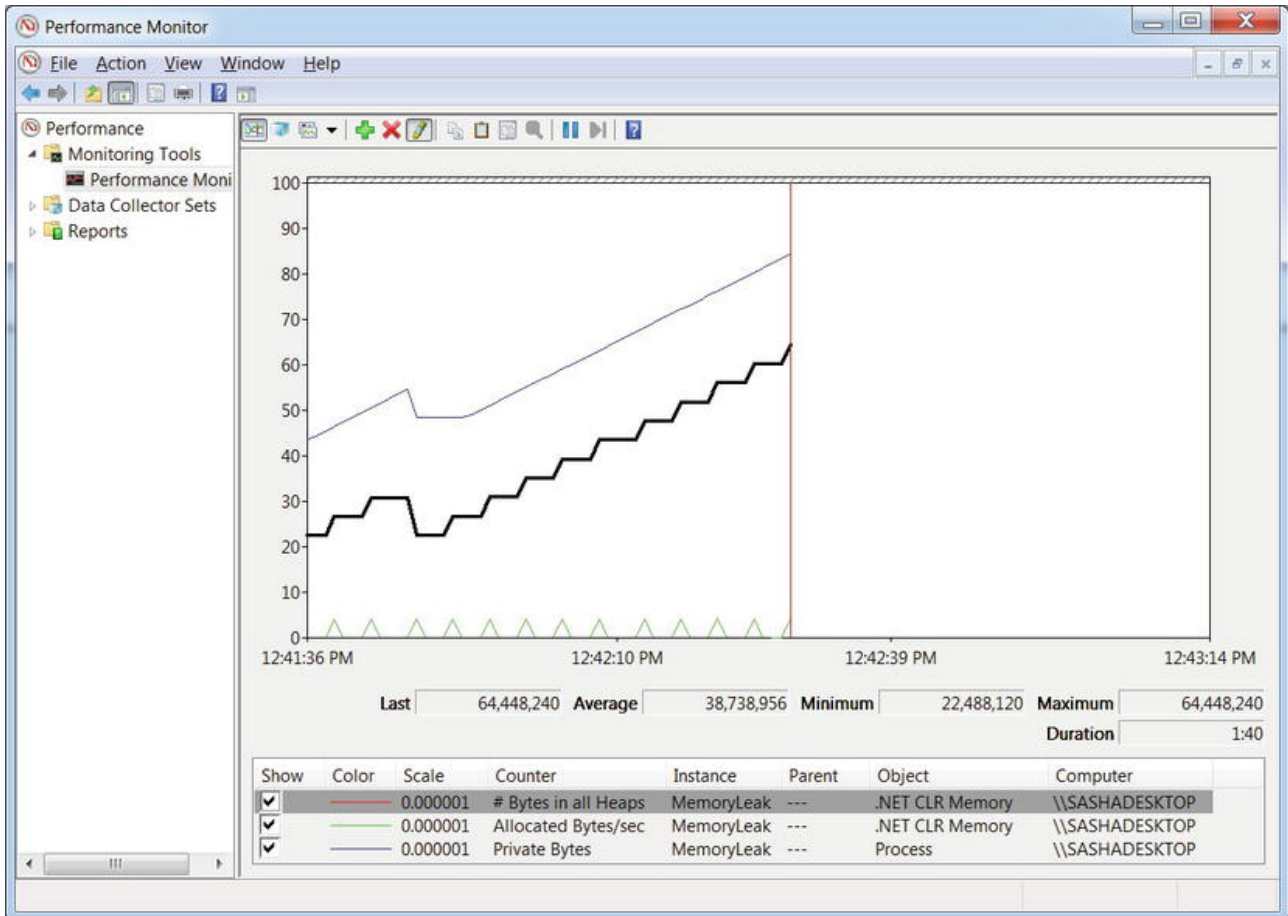 Performance Monitor
File Action View Window Help
Performance
Monitoring Tools
Performance Moni
Data Collector Sets
Reports
100
90
80
70
60
50
40
30
20
10
0
12:41:36 PM 12:42:10 PM 12:42:39 PM 12:43:14 PM
Last 64,448,240 Average 38,738,956 Minimum 22,488,120 Maximum 64,448,240
Duration 1:40
Show Color Scale Counter Instance Parent Object Computer
0.000001 # Bytes in all Heaps MemoryLeak --- .NET CLR Memory \\SASHADESKTOP
0.000001 Allocated Bytes/sec MemoryLeak --- .NET CLR Memory \\SASHADESKTOP
0.000001 Private Bytes MemoryLeak --- Process \\SASHADESKTOP